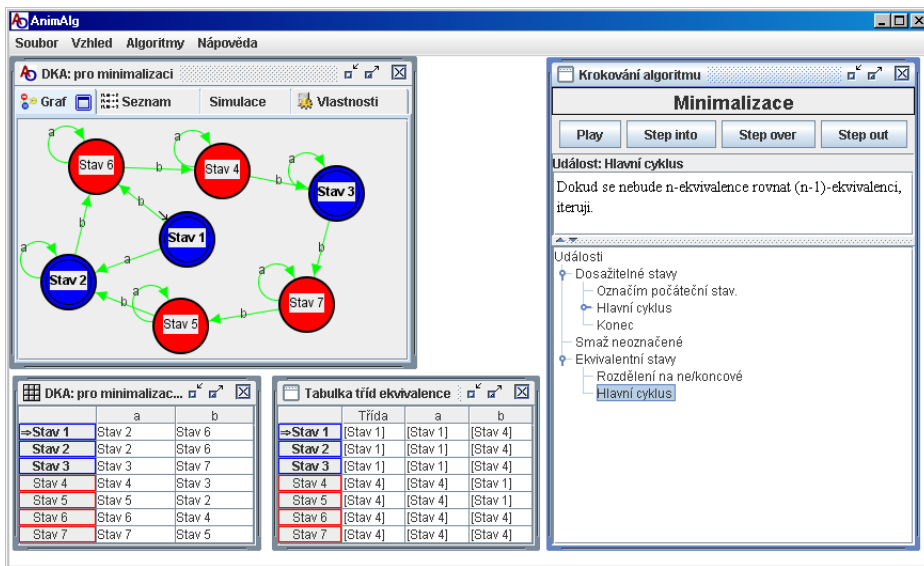 AnimAlg
Soubor Vzhled Algoritmy Nápověda
DKA: pro minimalizaci
Graf Seznam Simulace Vlastnosti
a
Stav 6
b
a
Stav 4
b
a
Stav 3
b
Stav 1
b
a
b
a
Stav 2
b
a
Stav 5
b
a
Stav 7
Krokování algoritmu
Minimalizace
Play Step into Step over Step out
Událost: Hlavní cyklus
Dokud se nebude n-ekvivalence rovnat (n-1)-ekvivalenci,
iteruji.
Události
Dosažitelné stavy
Označím počáteční stav.
Hlavní cyklus
Konec
Smaž neoznačené
Ekvivalentní stavy
Rozdělení na ne/koncové
Hlavní cyklus
DKA: pro minimalizac...
a b
⇒Stav 1 Stav 2 Stav 6
Stav 2 Stav 2 Stav 6
Stav 3 Stav 3 Stav 7
Stav 4 Stav 4 Stav 3
Stav 5 Stav 5 Stav 2
Stav 6 Stav 6 Stav 4
Stav 7 Stav 7 Stav 5
Tabulka tříd ekvivalence
Třída a b
⇒Stav 1 [Stav 1] [Stav 1] [Stav 4]
Stav 2 [Stav 1] [Stav 1] [Stav 4]
Stav 3 [Stav 1] [Stav 1] [Stav 4]
Stav 4 [Stav 4] [Stav 4] [Stav 1]
Stav 5 [Stav 4] [Stav 4] [Stav 1]
Stav 6 [Stav 4] [Stav 4] [Stav 4]
Stav 7 [Stav 4] [Stav 4] [Stav 4]